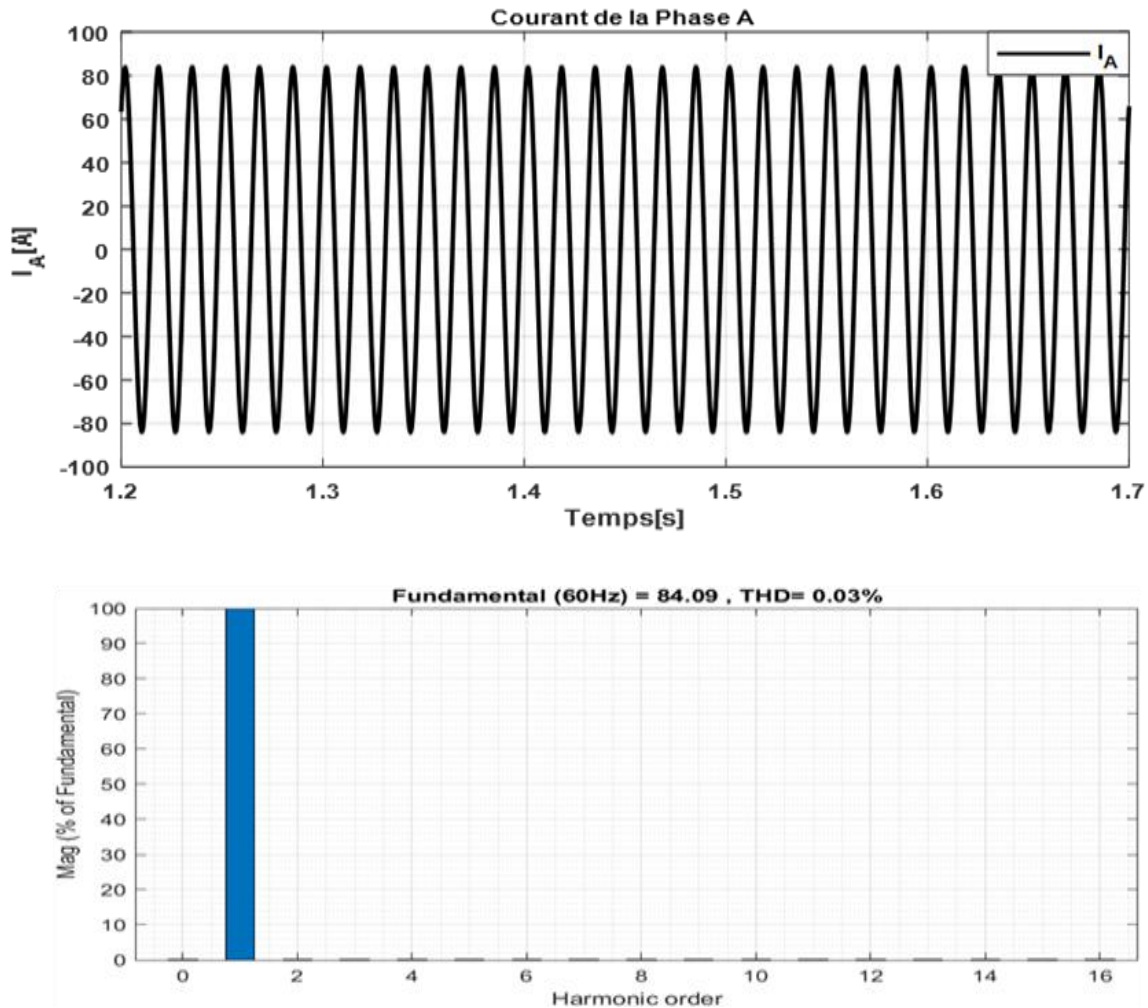 Courant de la Phase A
I_A
I_A[A]
100
80
60
40
20
0
-20
-40
-60
-80
-100
1.2 1.3 1.4 1.5 1.6 1.7
Temps[s]
Fundamental (60Hz) = 84.09 , THD= 0.03%
Mag (% of Fundamental)
100
90
80
70
60
50
40
30
20
10
0
0 2 4 6 8 10 12 14 16
Harmonic order